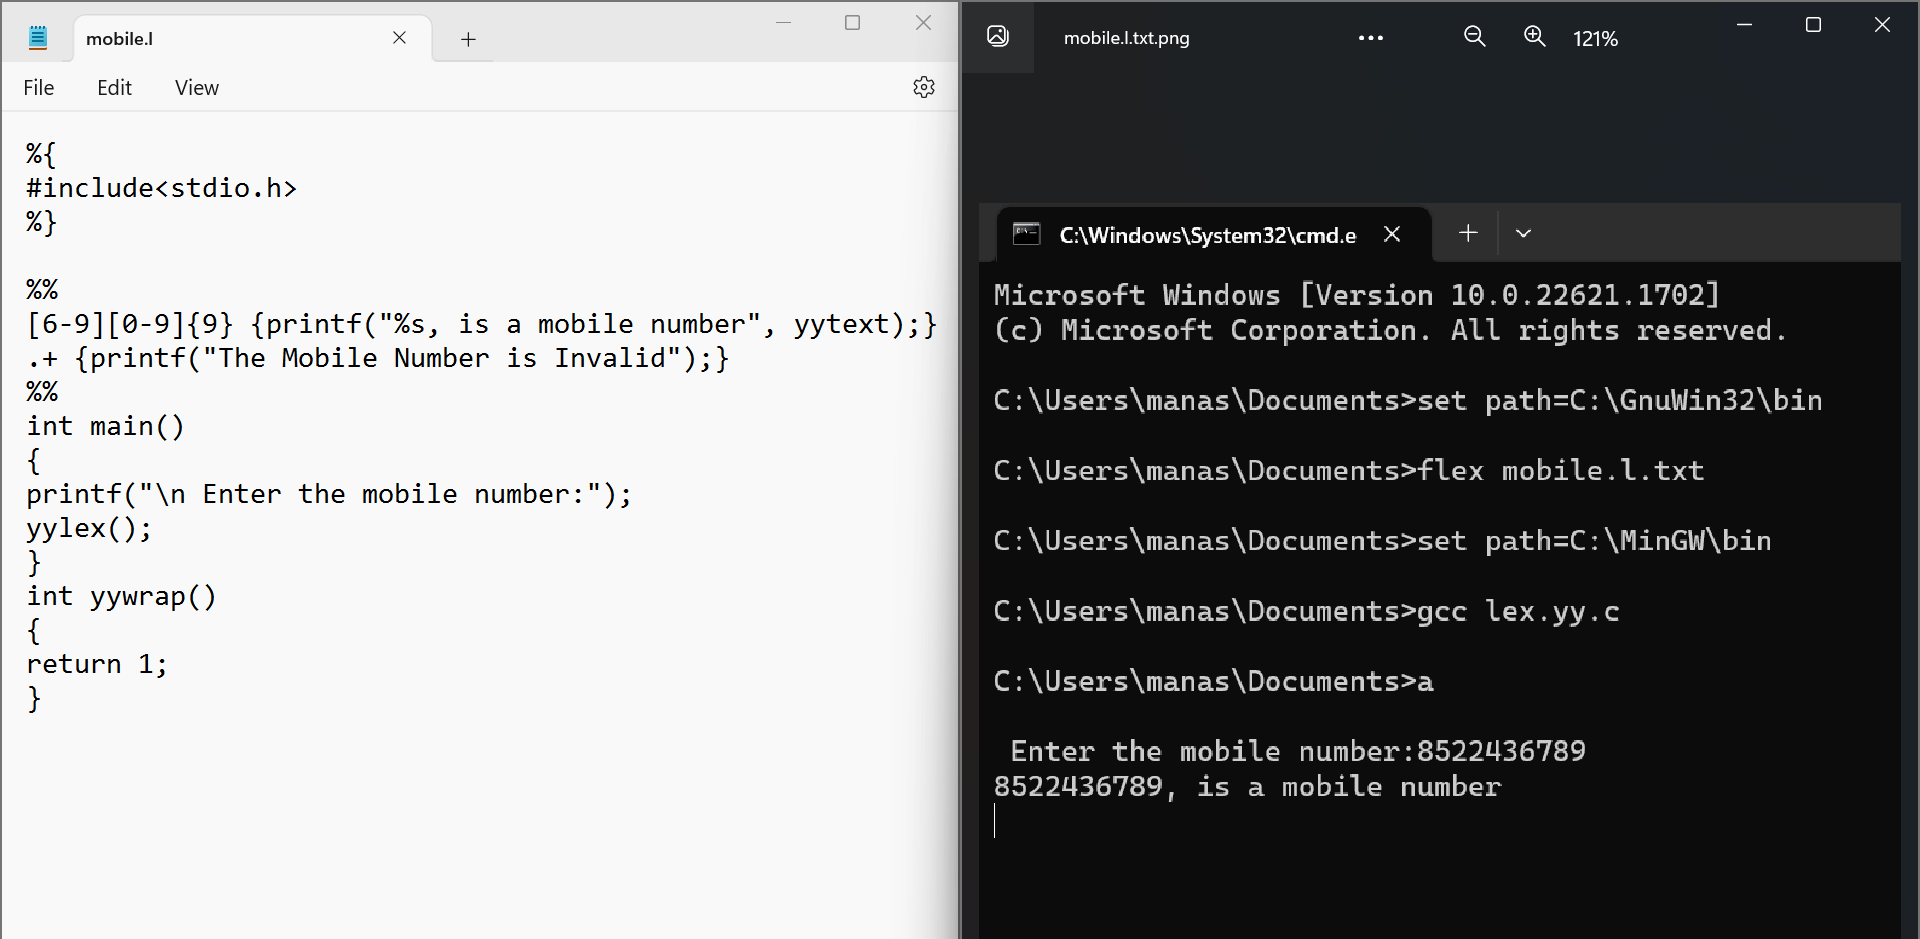 mobile.l
File Edit View
%{
#include<stdio.h>
%}
%%
[6-9][0-9]{9} {printf("%s, is a mobile number", yytext);}
.+ {printf("The Mobile Number is Invalid");}
%%
int main()
{
printf("\n Enter the mobile number:");
yylex();
}
int yywrap()
{
return 1;
}
mobile.l.txt.png
121%
C:\Windows\System32\cmd.e
Microsoft Windows [Version 10.0.22621.1702]
(c) Microsoft Corporation. All rights reserved.
C:\Users\manas\Documents>set path=C:\GnuWin32\bin
C:\Users\manas\Documents>flex mobile.l.txt
C:\Users\manas\Documents>set path=C:\MinGW\bin
C:\Users\manas\Documents>gcc lex.yy.c
C:\Users\manas\Documents>a
Enter the mobile number:8522436789
8522436789, is a mobile number